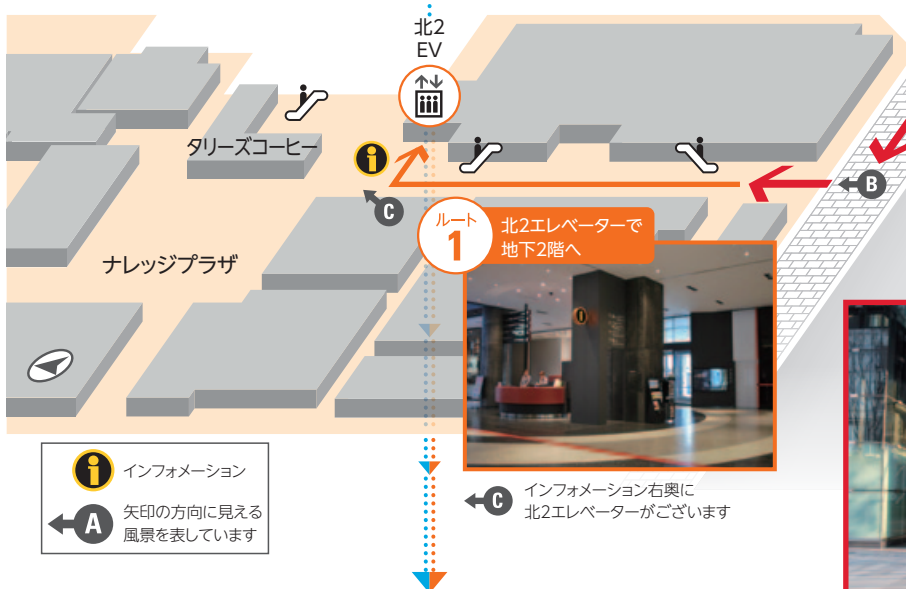 北2
EV
タリーズコーヒー
i
B
C
ルート
1
北2エレベーターで
地下2階へ
ナレッジプラザ
i
i インフォメーション
A 矢印の方向に見える
風景を表しています
C インフォメーション右奥に
北2エレベーターがございます